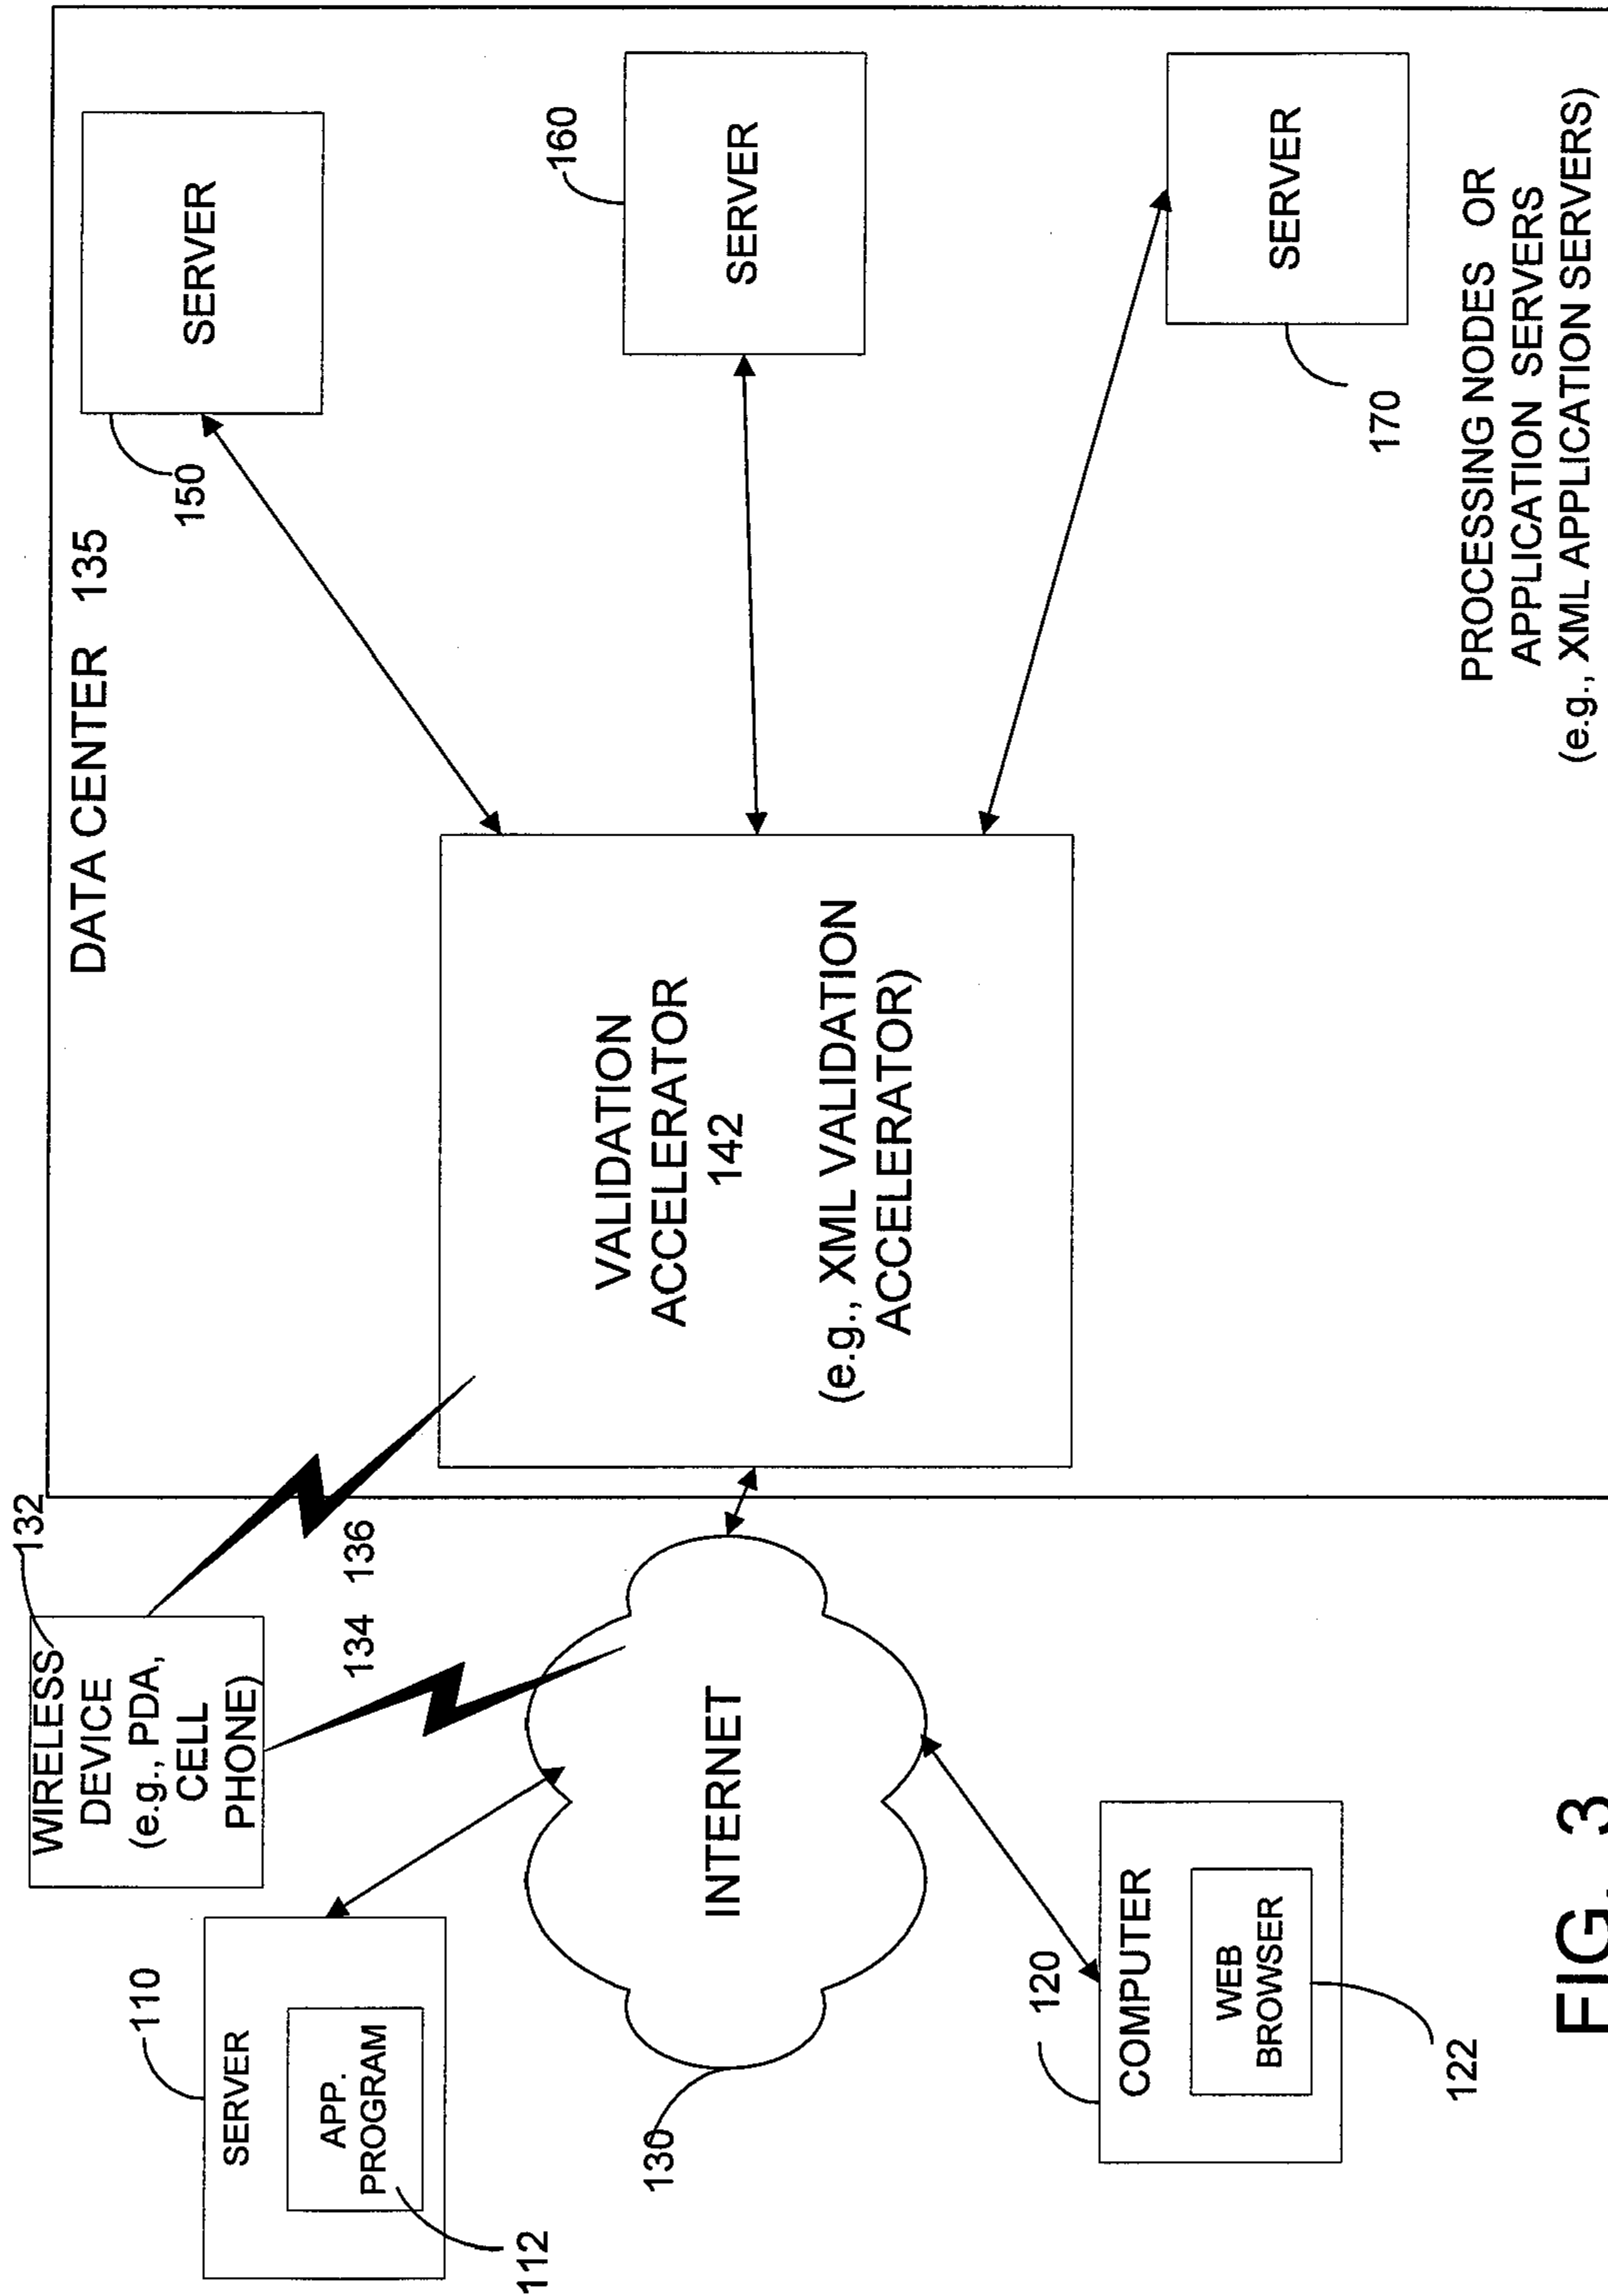 132
WIRELESS
DEVICE
(e.g., PDA,
CELL
PHONE)
134 136
110
SERVER
APP.
PROGRAM
112
130
INTERNET
120
COMPUTER
WEB
BROWSER
122
DATA CENTER 135
VALIDATION
ACCELERATOR
142
(e.g., XML VALIDATION
ACCELERATOR)
150
SERVER
160
SERVER
170
SERVER
PROCESSING NODES OR
APPLICATION SERVERS
(e.g., XML APPLICATION SERVERS)
FIG. 3